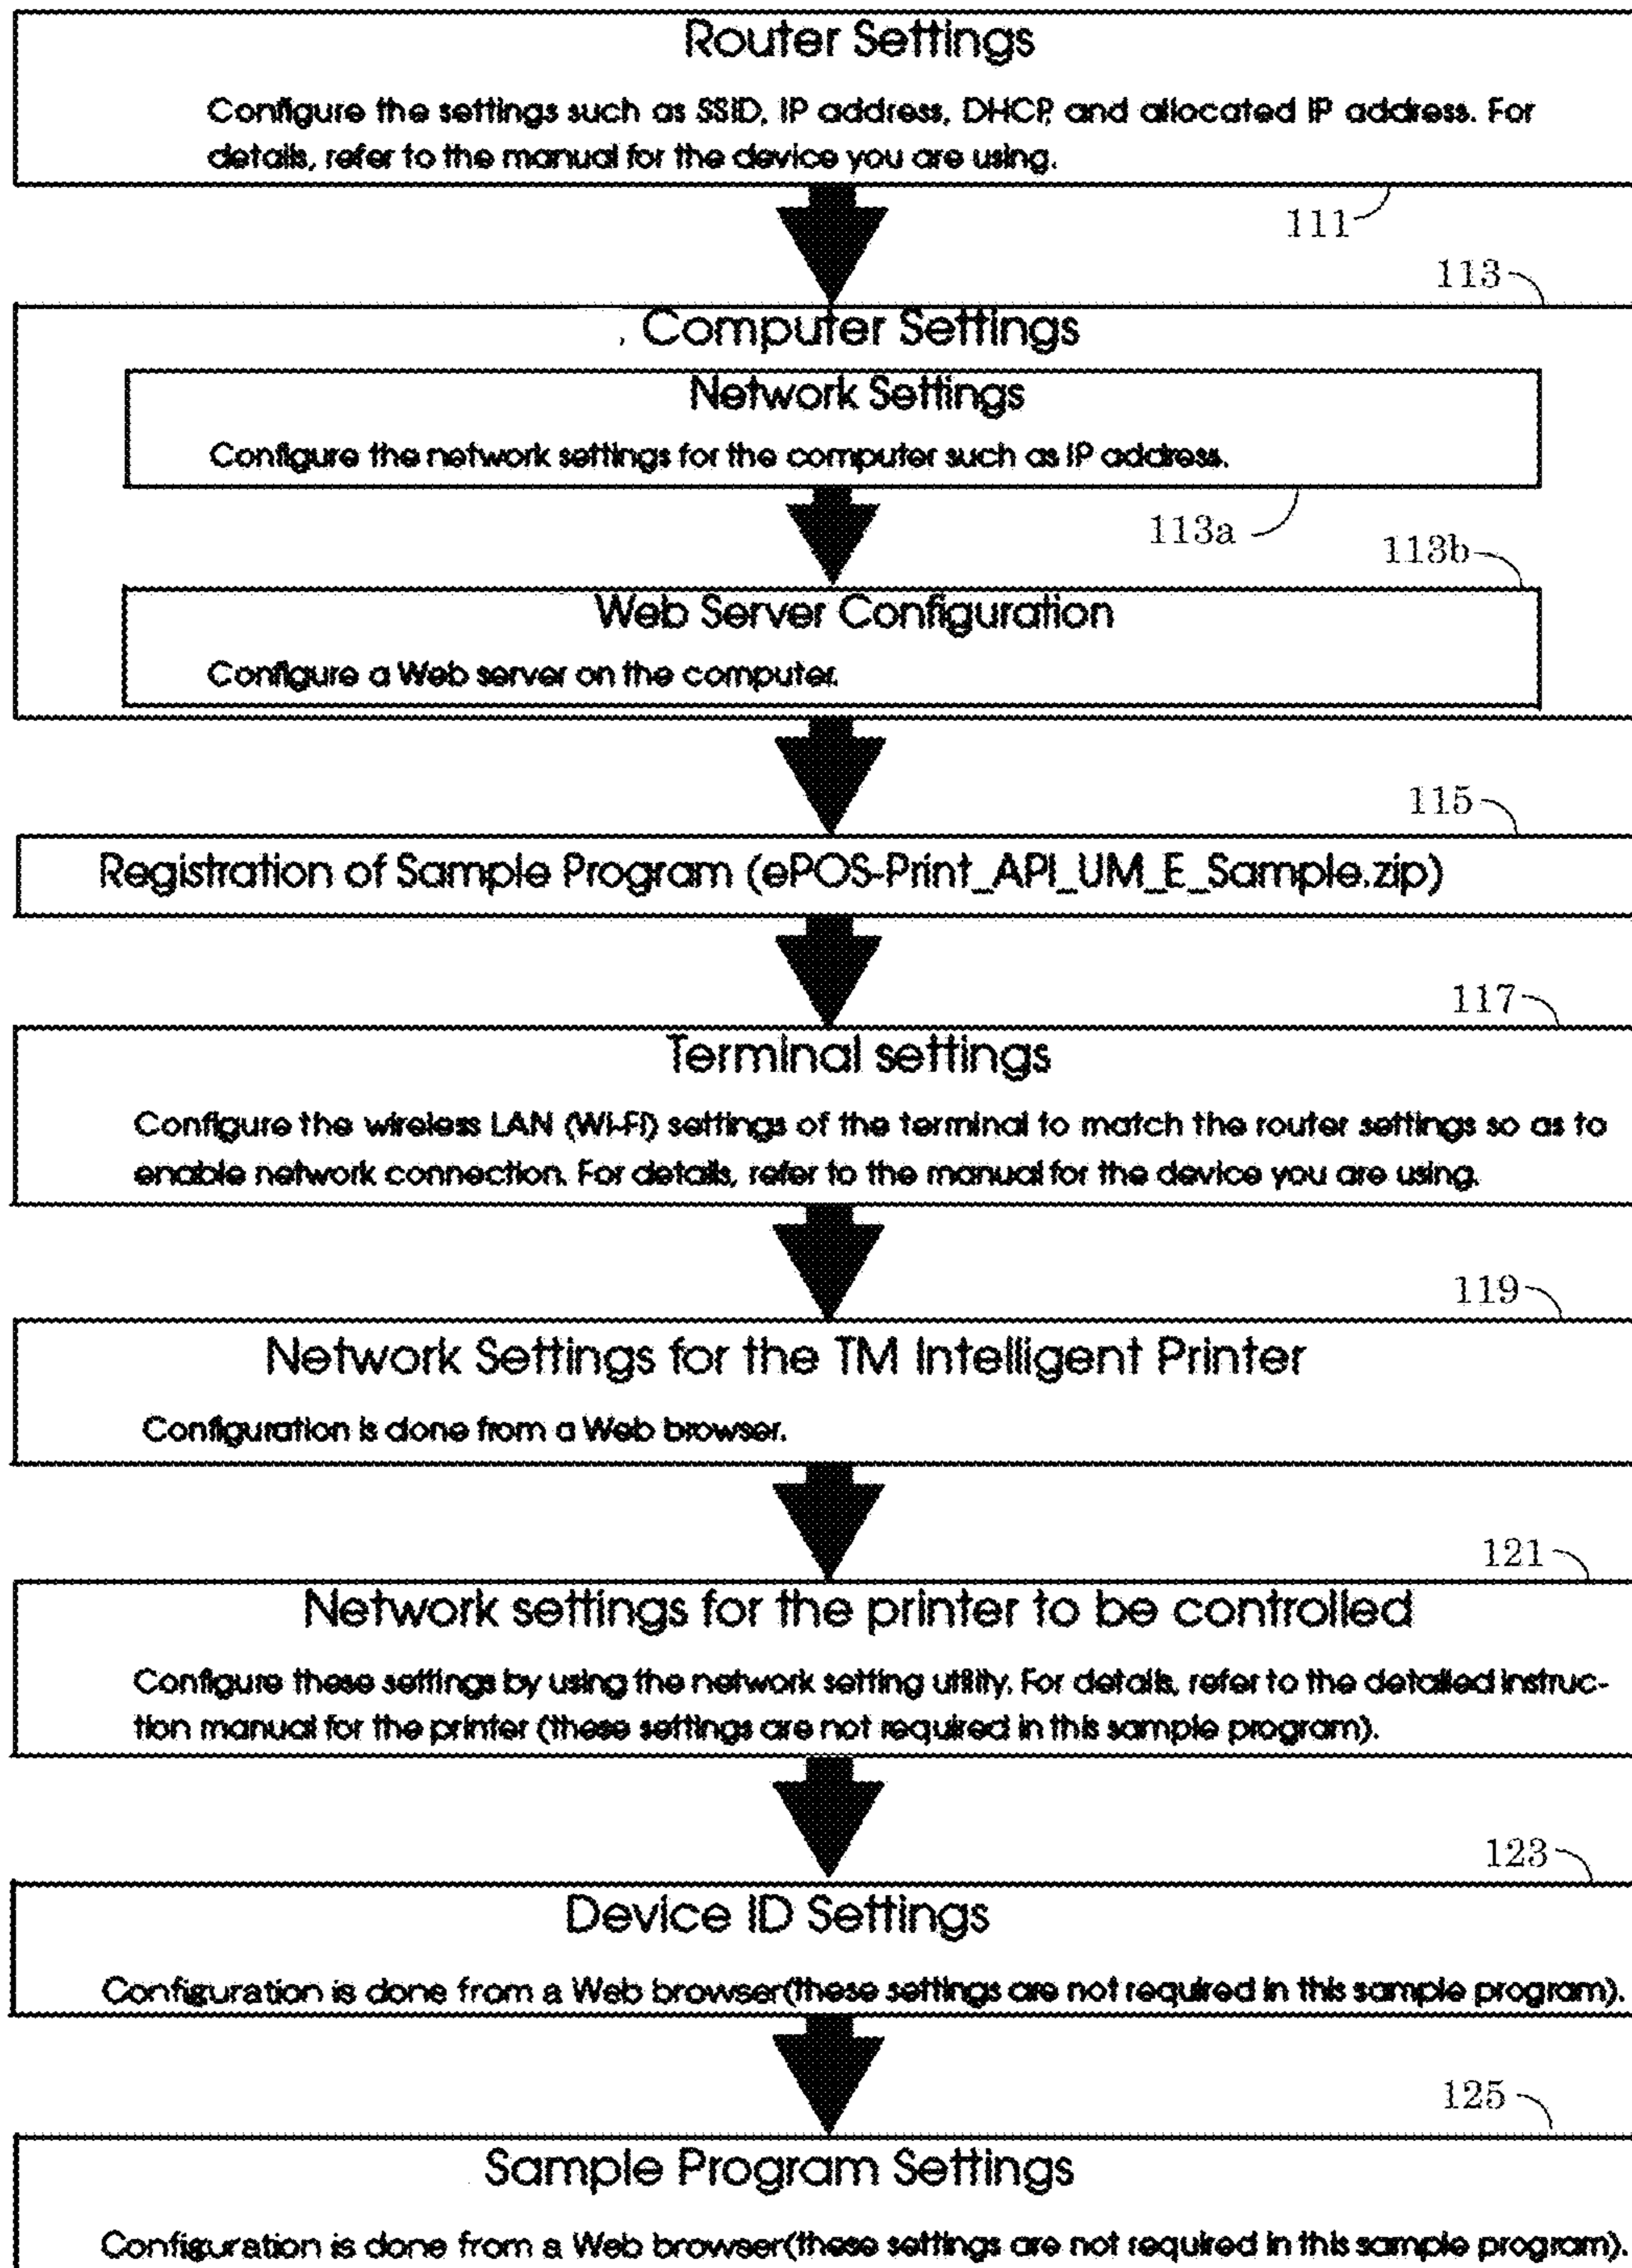 Router Settings
Configure the settings such as SSID, IP address, DHCP, and allocated IP address. For
details, refer to the manual for the device you are using.
111
113
Computer Settings
Network Settings
Configure the network settings for the computer such as IP address.
113a
113b
Web Server Configuration
Configure a Web server on the computer.
115
Registration of Sample Program (ePOS-Print_API_UM_E_Sample.zip)
117
Terminal settings
Configure the wireless LAN (Wi-Fi) settings of the terminal to match the router settings so as to
enable network connection. For details, refer to the manual for the device you are using.
119
Network Settings for the TM Intelligent Printer
Configuration is done from a Web browser.
121
Network settings for the printer to be controlled
Configure these settings by using the network setting utility. For details, refer to the detailed instruc-
tion manual for the printer (these settings are not required in this sample program).
123
Device ID Settings
Configuration is done from a Web browser(these settings are not required in this sample program).
125
Sample Program Settings
Configuration is done from a Web browser(these settings are not required in this sample program).